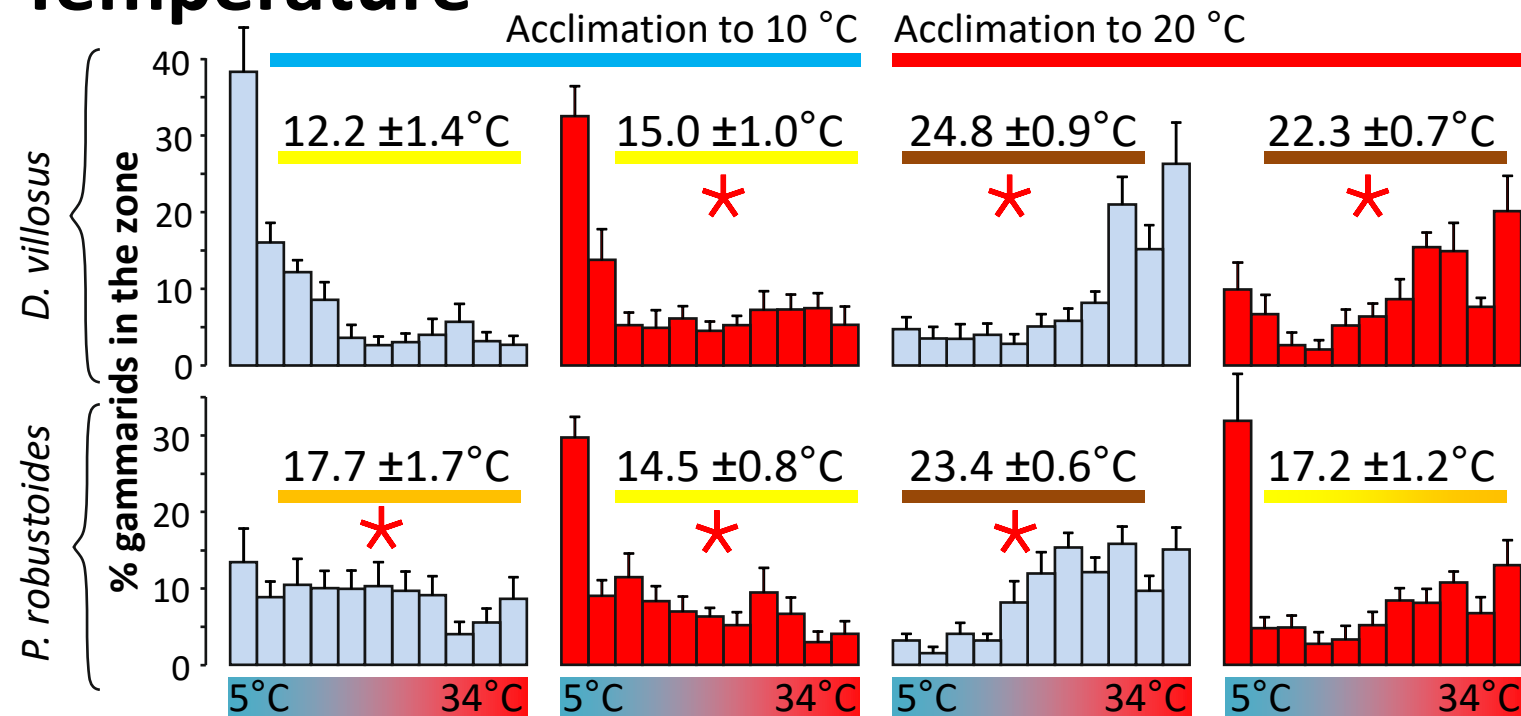 Temperature
Acclimation to 10 °C
Acclimation to 20 °C
D. villosus
P. robustoides
% gammarids in the zone
40
30
20
10
0
12.2 ±1.4°C
15.0 ±1.0°C
24.8 ±0.9°C
22.3 ±0.7°C
30
20
10
0
17.7 ±1.7°C
14.5 ±0.8°C
23.4 ±0.6°C
17.2 ±1.2°C
5°C 34°C
5°C 34°C
5°C 34°C
5°C 34°C